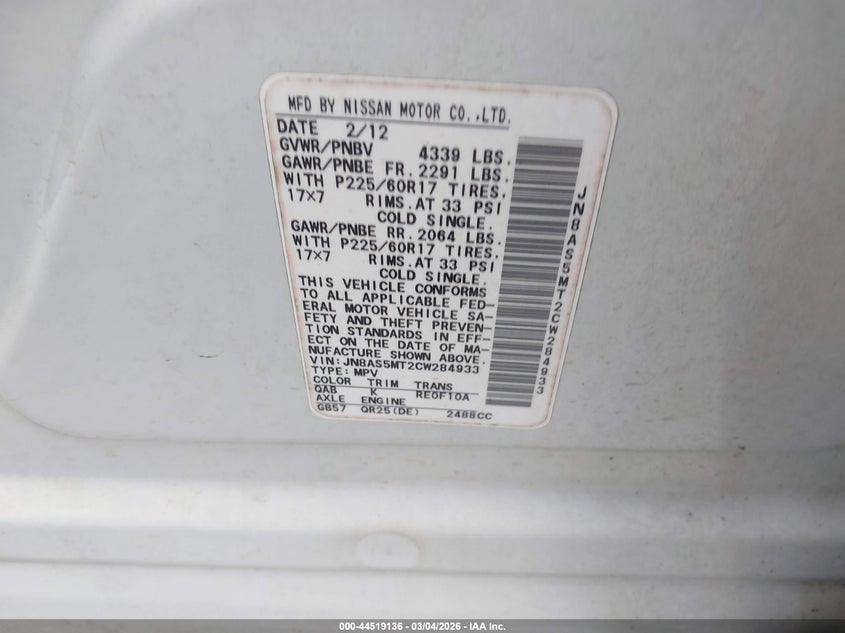 MFD BY NISSAN MOTOR CO.,LTD.
DATE 2/12
GVWR/PNBV 4339 LBS.
GAWR/PNBE FR. 2291 LBS.
WITH P225/60R17 TIRES.
17×7 RIMS.AT 33 PSI
COLD SINGLE.
GAWR/PNBE RR. 2064 LBS.
WITH P225/60R17 TIRES.
17×7 RIMS.AT 33 PSI
COLD SINGLE.
THIS VEHICLE CONFORMS
TO ALL APPLICABLE FED-
ERAL MOTOR VEHICLE SA-
FETY AND THEFT PREVEN-
TION STANDARDS IN EFF-
ECT ON THE DATE OF MA-
NUFACTURE SHOWN ABOVE.
VIN: JN8AS5MT2CW284933
TYPE: MPV
COLOR TRIM TRANS
QAB K RE0F10A
AXLE ENGINE
GB57 QR25(DE) 2488CC
JN8AS5MT2CW284933
000-44519136 - 03/04/2026 - IAA Inc.